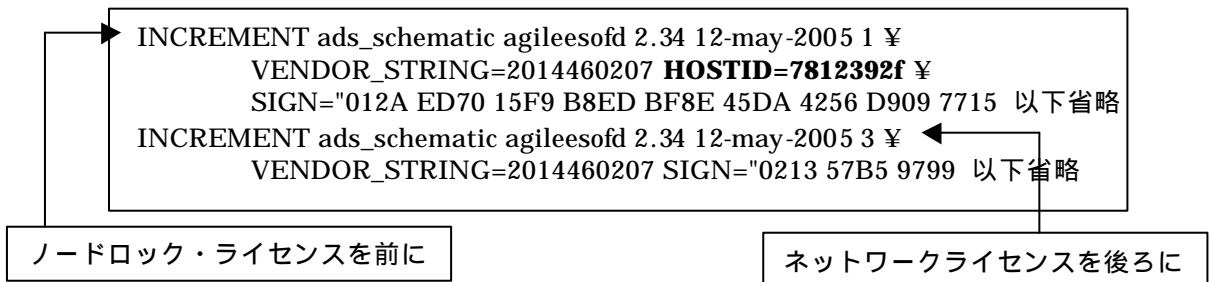 INCREMENT ads_schematic agileesofd 2.34 12-may-2005 1 ¥
VENDOR_STRING=2014460207 HOSTID=7812392f ¥
SIGN="012A ED70 15F9 B8ED BF8E 45DA 4256 D909 7715 以下省略
INCREMENT ads_schematic agileesofd 2.34 12-may-2005 3 ¥
VENDOR_STRING=2014460207 SIGN="0213 57B5 9799 以下省略
ノードロック・ライセンスを前に
ネットワークライセンスを後ろに